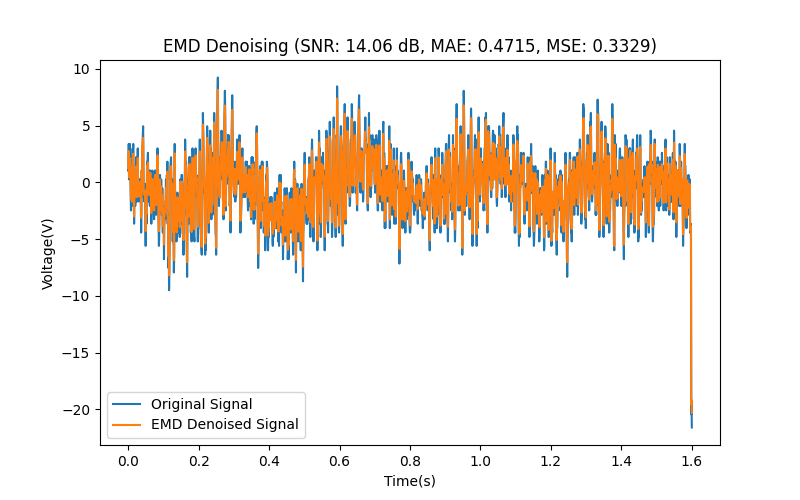 EMD Denoising (SNR: 14.06 dB, MAE: 0.4715, MSE: 0.3329)
10
5
0
−5
−10
−15
−20
Voltage(V)
Original Signal
EMD Denoised Signal
0.0 0.2 0.4 0.6 0.8 1.0 1.2 1.4 1.6
Time(s)